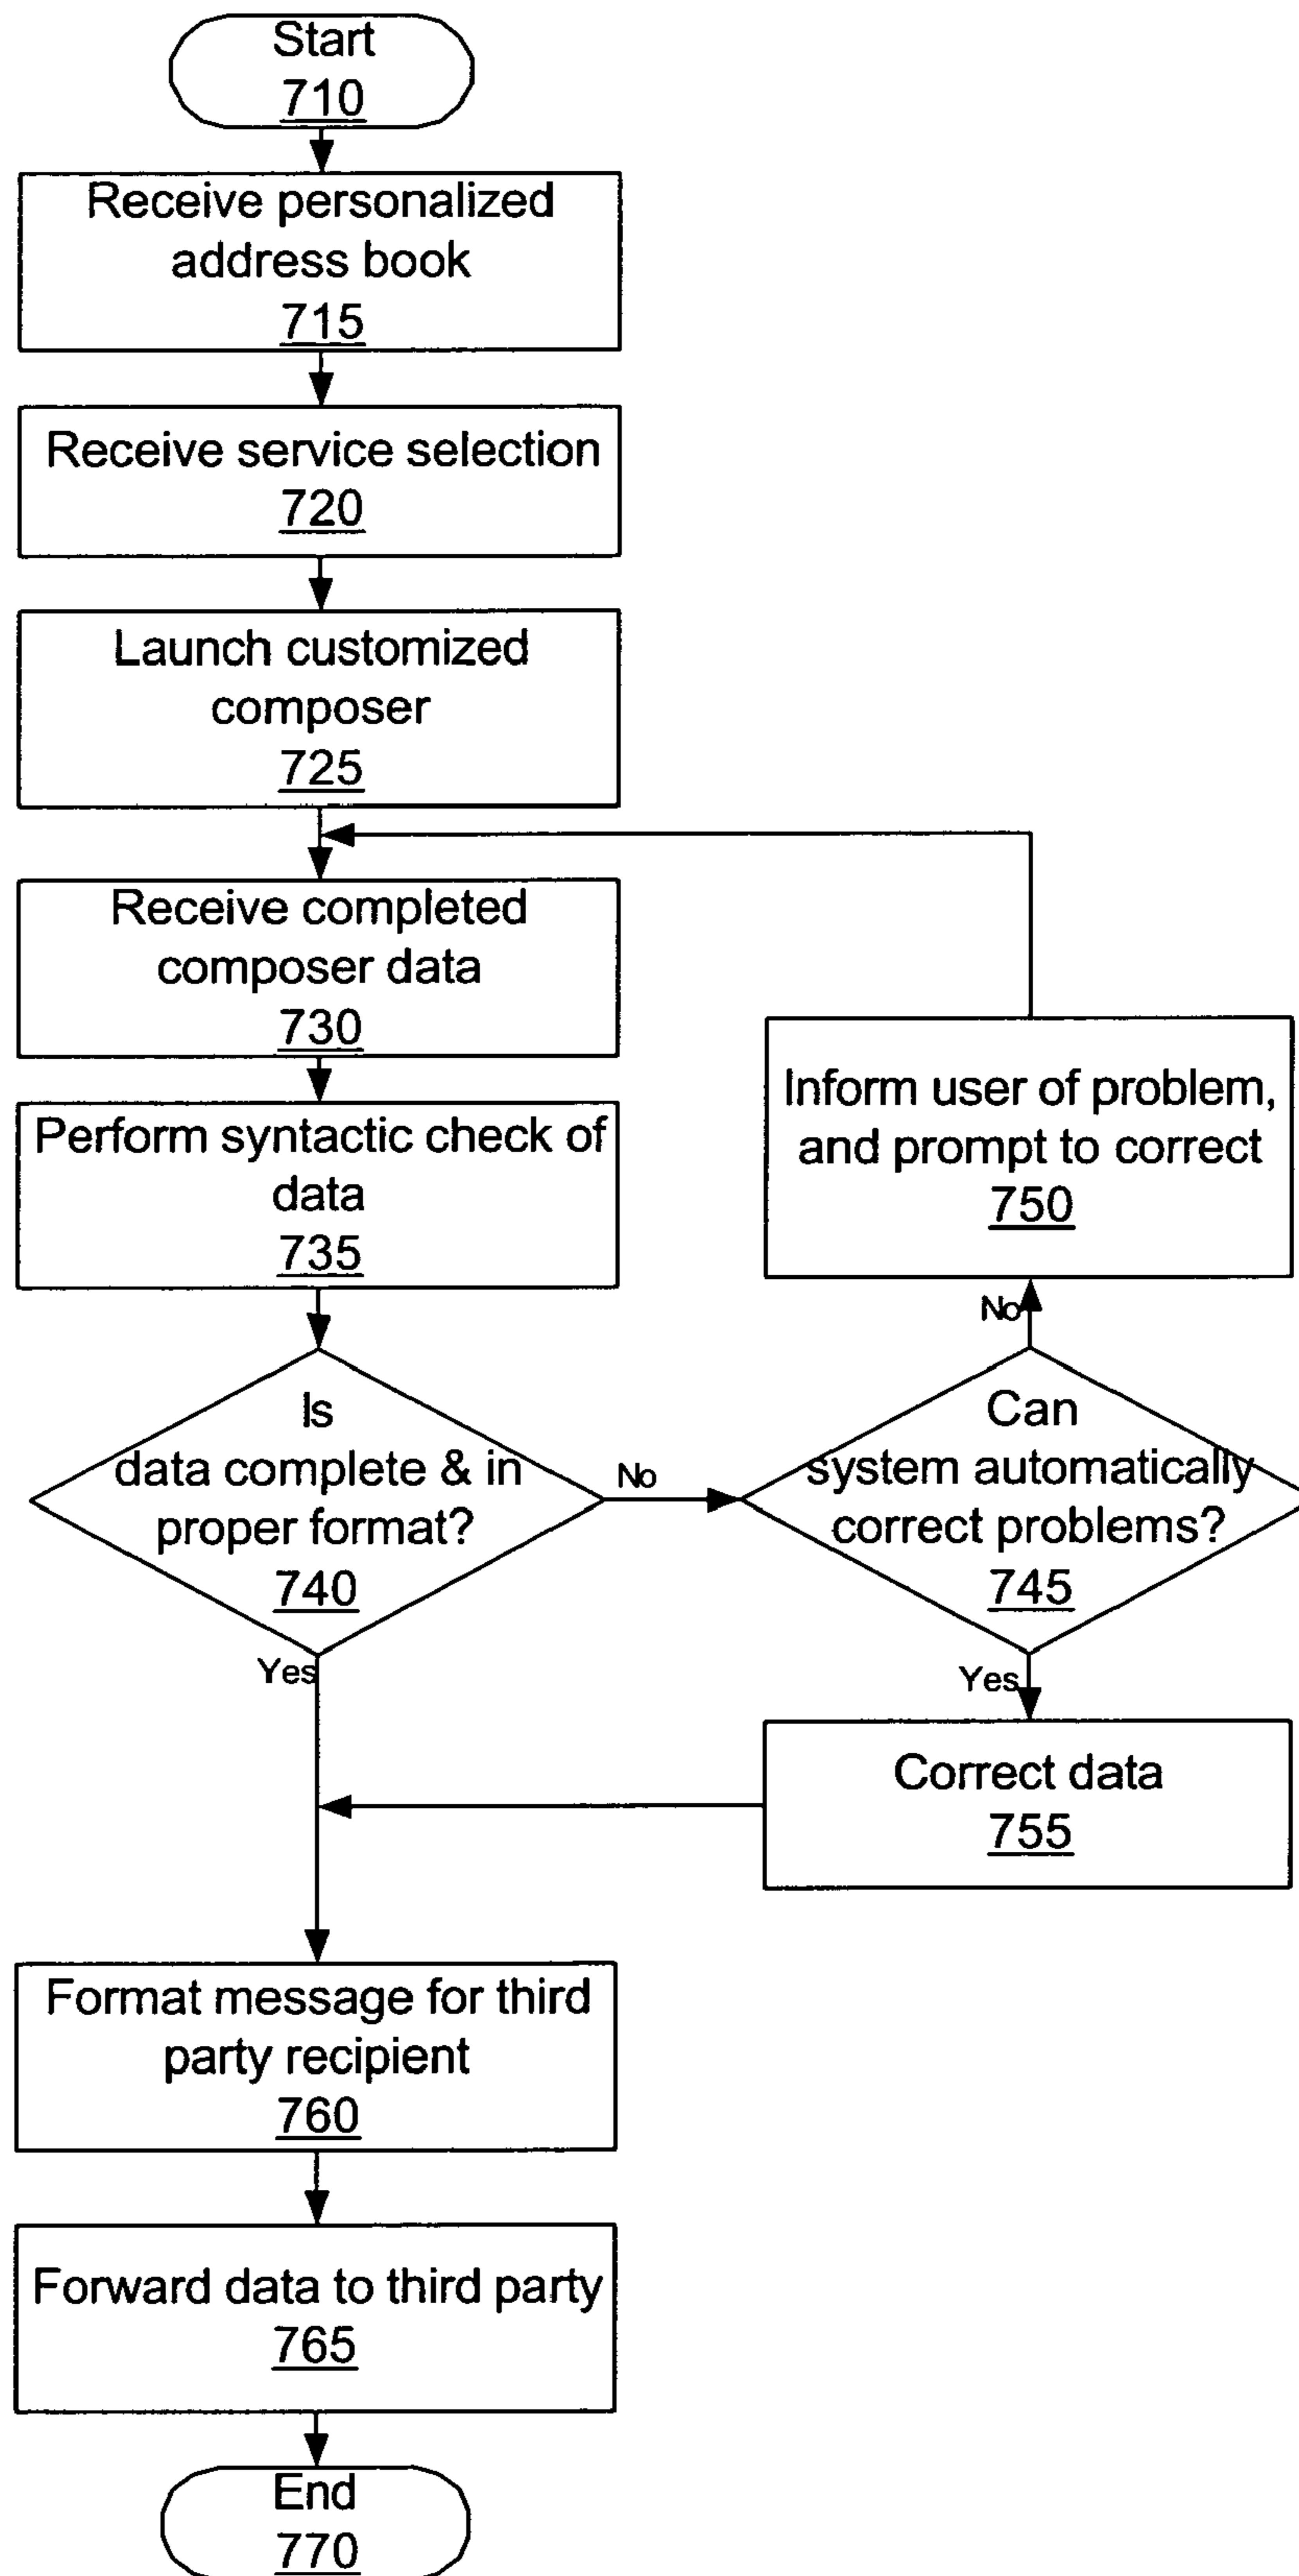 Start
710
Receive personalized
address book
715
Receive service selection
720
Launch customized
composer
725
Receive completed
composer data
730
Perform syntactic check of
data
735
Is
data complete & in
proper format?
740
Yes
No
Can
system automatically
correct problems?
745
No
Inform user of problem,
and prompt to correct
750
Yes
Correct data
755
Format message for third
party recipient
760
Forward data to third party
765
End
770